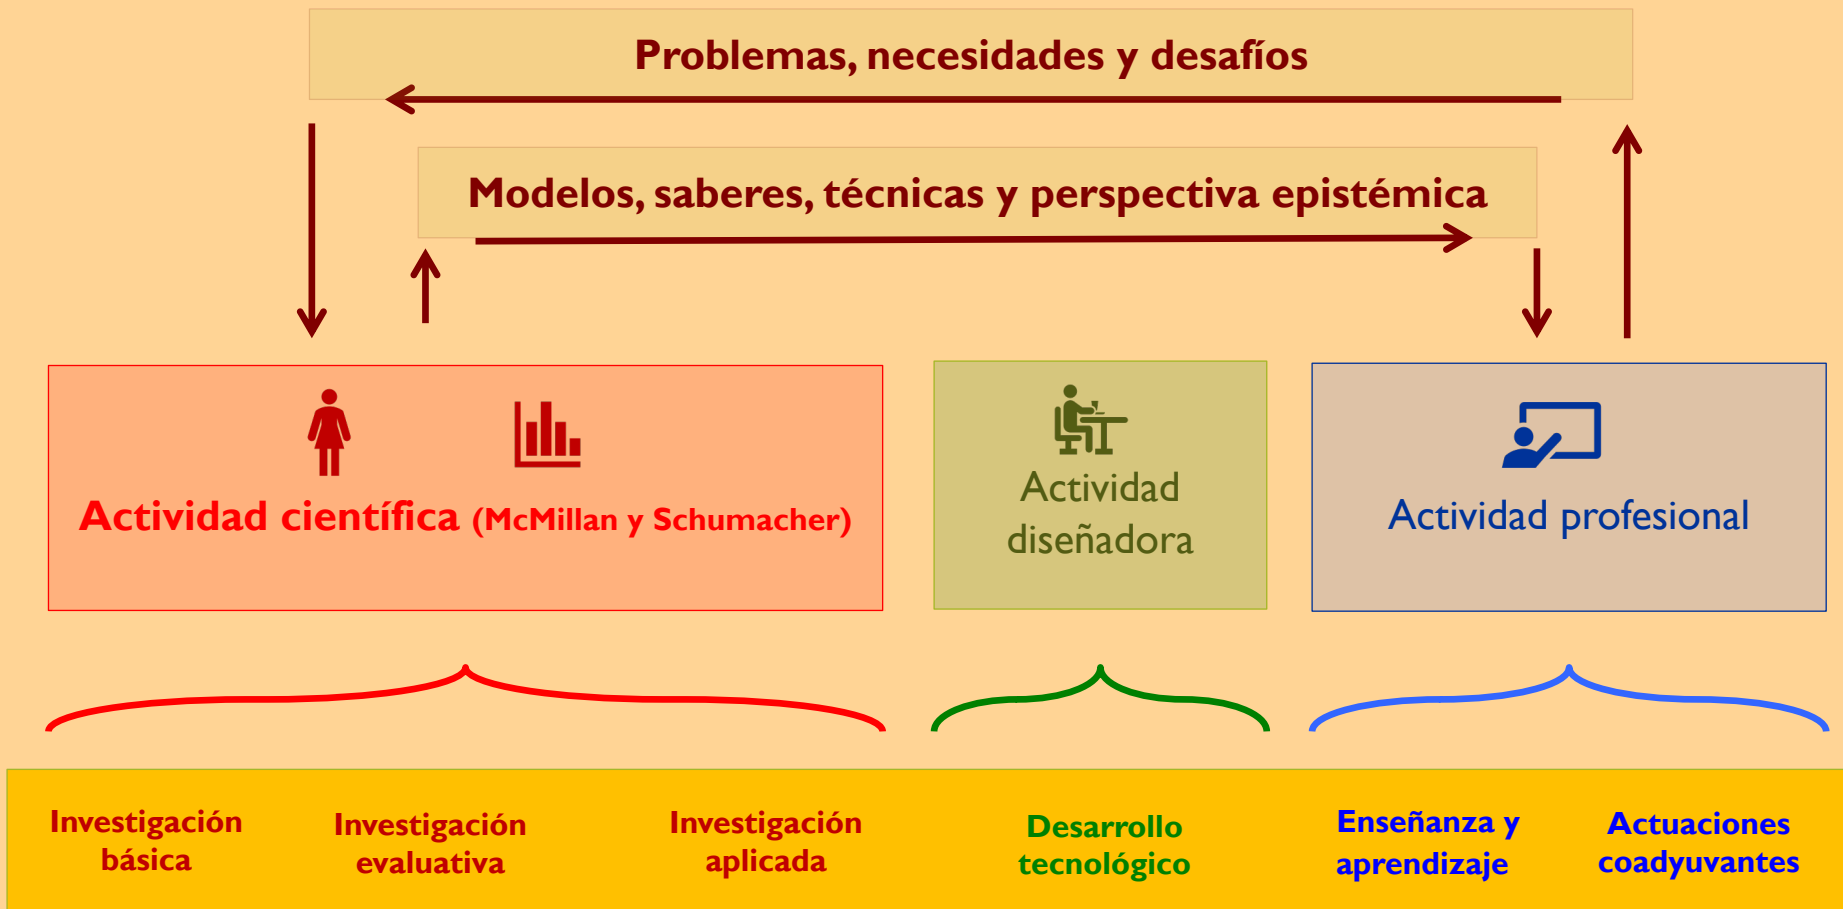 Problemas, necesidades y desafíos
Modelos, saberes, técnicas y perspectiva epistémica
Actividad científica (McMillan y Schumacher)
Actividad
diseñadora
Actividad profesional
Investigación
básica
Investigación
evaluativa
Investigación
aplicada
Desarrollo
tecnológico
Enseñanza y
aprendizaje
Actuaciones
coadyuvantes